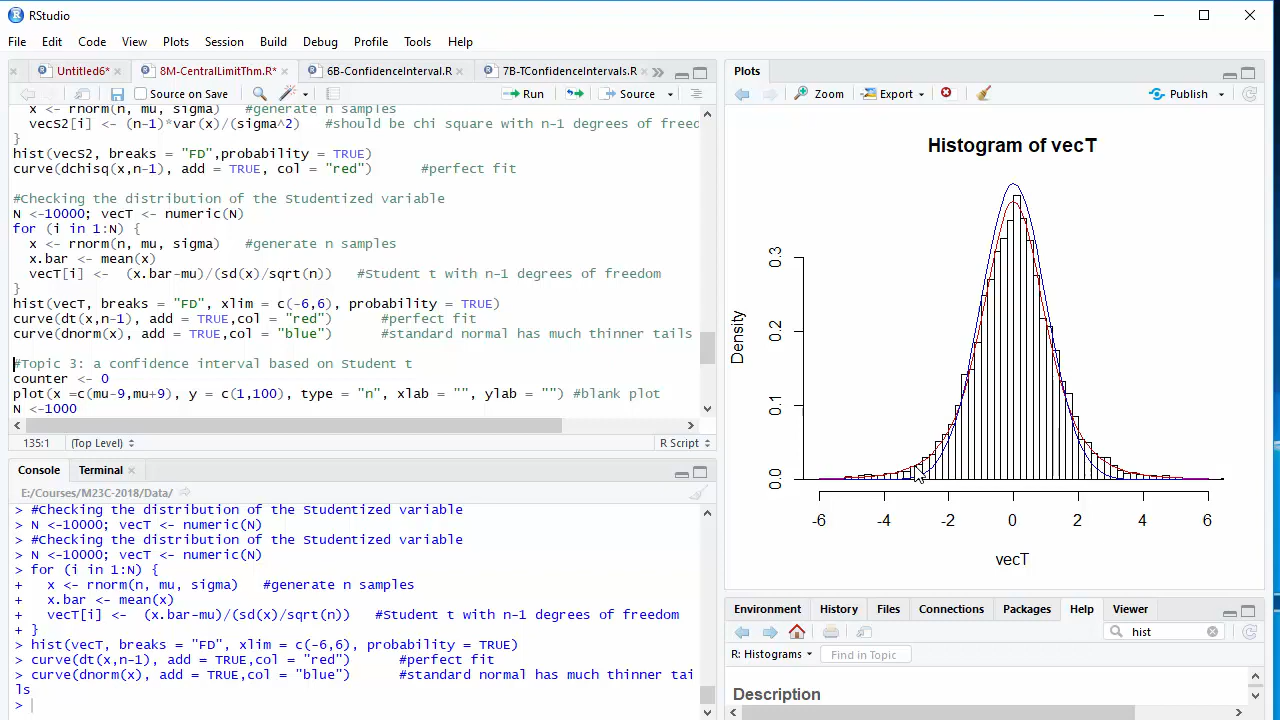 RStudio
File Edit Code View Plots Session Build Debug Profile Tools Help
Untitled6* 8M-CentralLimitThm.R* 6B-ConfidenceInterval.R 7B-TConfidenceIntervals.R
Source on Save Run Source
x <- rnorm(n, mu, sigma)   #generate n samples
vecS2[i] <- (n-1)*var(x)/(sigma^2)   #should be chi square with n-1 degrees of freed
}
hist(vecS2, breaks = "FD",probability = TRUE)
curve(dchisq(x,n-1), add = TRUE, col = "red")      #perfect fit
#Checking the distribution of the Studentized variable
N <-10000; vecT <- numeric(N)
for (i in 1:N) {
x <- rnorm(n, mu, sigma)   #generate n samples
x.bar <- mean(x)
vecT[i] <-  (x.bar-mu)/(sd(x)/sqrt(n))   #Student t with n-1 degrees of freedom
}
hist(vecT, breaks = "FD", xlim = c(-6,6), probability = TRUE)
curve(dt(x,n-1), add = TRUE,col = "red")      #perfect fit
curve(dnorm(x), add = TRUE,col = "blue")      #standard normal has much thinner tails
#Topic 3: a confidence interval based on Student t
counter <- 0
plot(x =c(mu-9,mu+9), y = c(1,100), type = "n", xlab = "", ylab = "") #blank plot
N <-1000
135:1 (Top Level) R Script
Console Terminal
E:/Courses/M23C-2018/Data/
> #Checking the distribution of the Studentized variable
> N <-10000; vecT <- numeric(N)
> #Checking the distribution of the Studentized variable
> N <-10000; vecT <- numeric(N)
> for (i in 1:N) {
+   x <- rnorm(n, mu, sigma)   #generate n samples
+   x.bar <- mean(x)
+   vecT[i] <-  (x.bar-mu)/(sd(x)/sqrt(n))   #Student t with n-1 degrees of freedom
+ }
> hist(vecT, breaks = "FD", xlim = c(-6,6), probability = TRUE)
> curve(dt(x,n-1), add = TRUE,col = "red")      #perfect fit
> curve(dnorm(x), add = TRUE,col = "blue")      #standard normal has much thinner tai
ls
>
Plots
Zoom Export Publish
Histogram of vecT
Density
0.3
0.2
0.1
0.0
-6 -4 -2 0 2 4 6
vecT
Environment History Files Connections Packages Help Viewer
hist
R: Histograms Find in Topic
Description